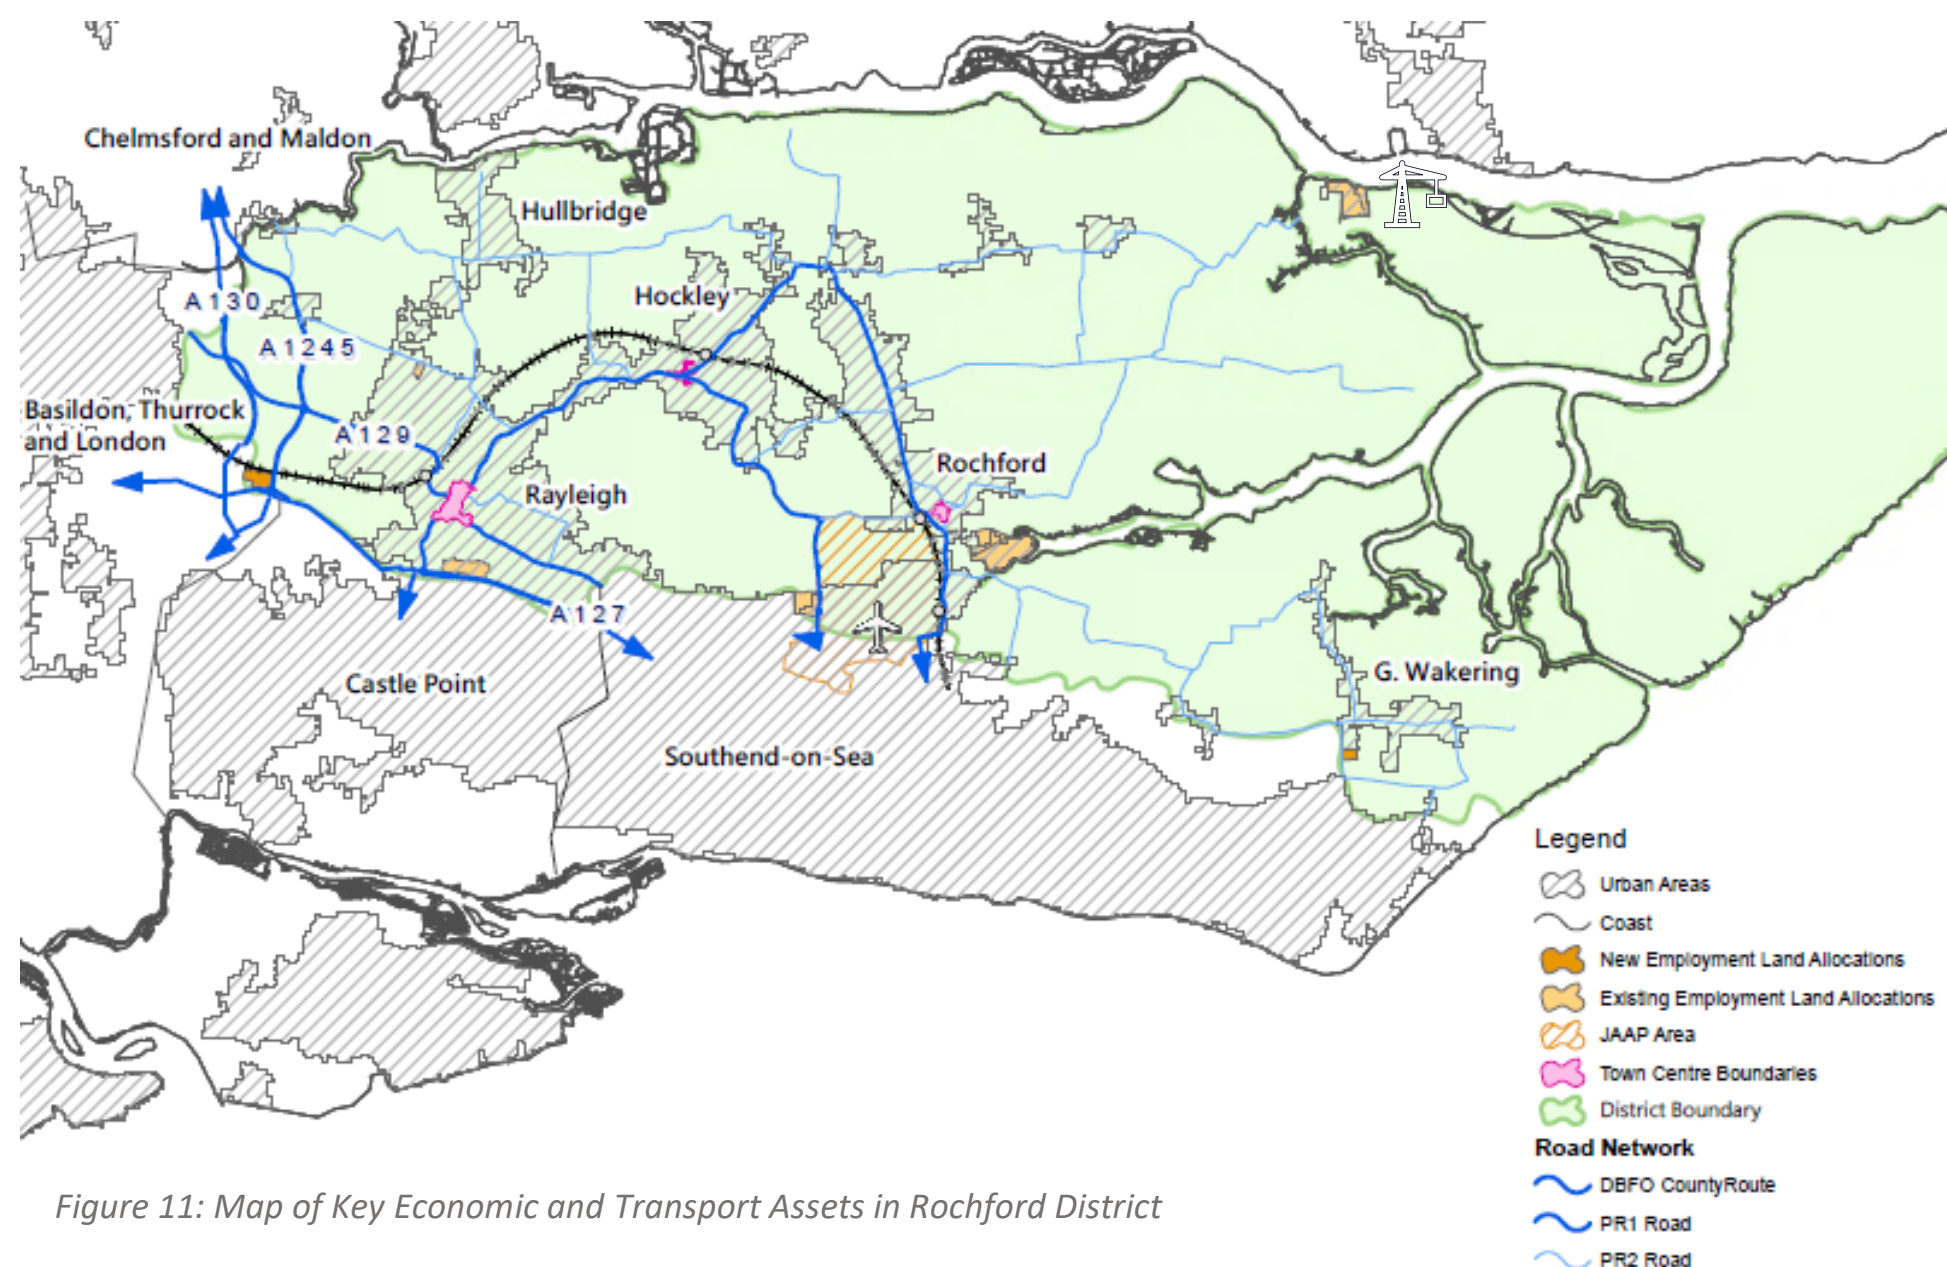 Chelmsford and Maldon
Hullbridge
A130
Hockley
A1245
Basildon, Thurrock
and London
A129
Rochford
Rayleigh
A127
G. Wakering
Castle Point
Southend-on-Sea
Legend
Urban Areas
Coast
New Employment Land Allocations
Existing Employment Land Allocations
JAAP Area
Town Centre Boundaries
District Boundary
Road Network
DBFO CountyRoute
PR1 Road
PR2 Road
Figure 11: Map of Key Economic and Transport Assets in Rochford District